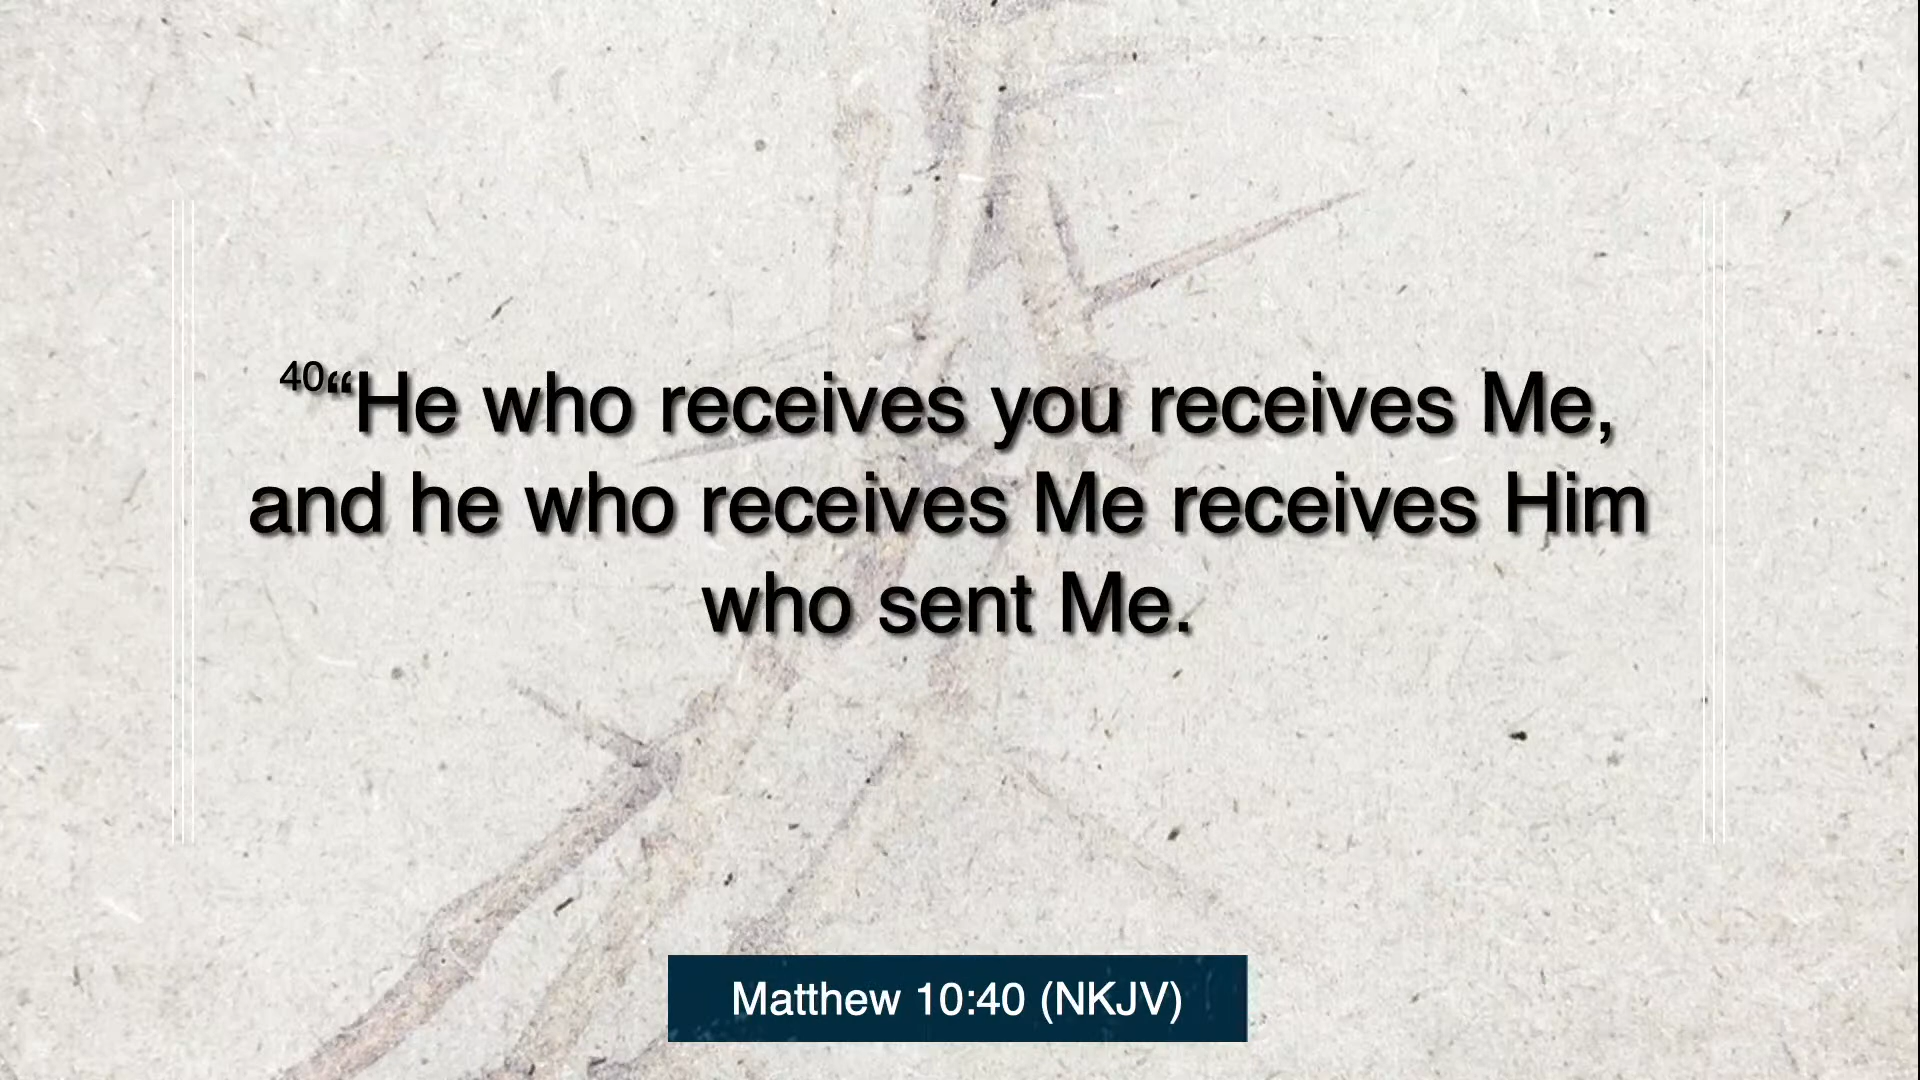 40“He who receives you receives Me,
and he who receives Me receives Him
who sent Me.
Matthew 10:40 (NKJV)